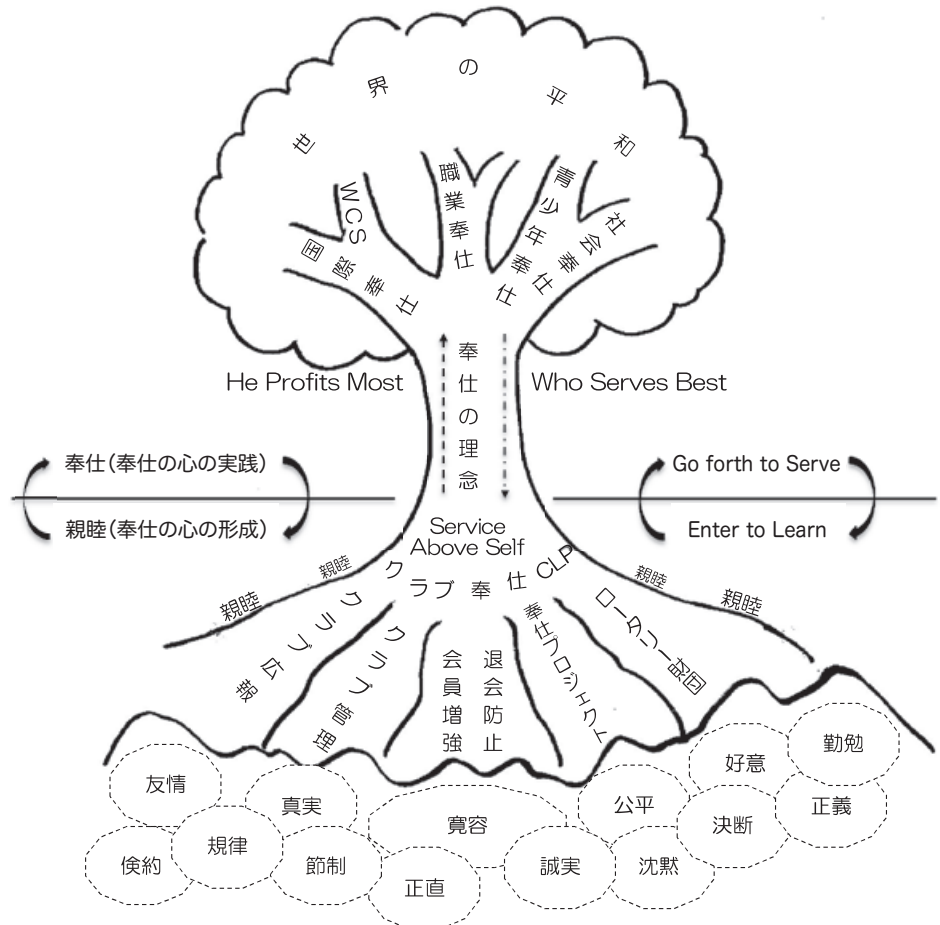 世界の平和
WCS
国際奉仕
職業奉仕
青少年奉仕
社会奉仕
奉仕の理念
He Profits Most
Who Serves Best
奉仕(奉仕の心の実践)
親睦(奉仕の心の形成)
Go forth to Serve
Enter to Learn
Service
Above Self
クラブ奉仕CLP
親睦
親睦
親睦
親睦
クラブ広報
クラブ管理
会員増強
退会防止
奉仕プロジェクト
ロータリー財団
友情
真実
寛容
公平
好意
勤勉
倹約
規律
節制
正直
誠実
沈黙
決断
正義